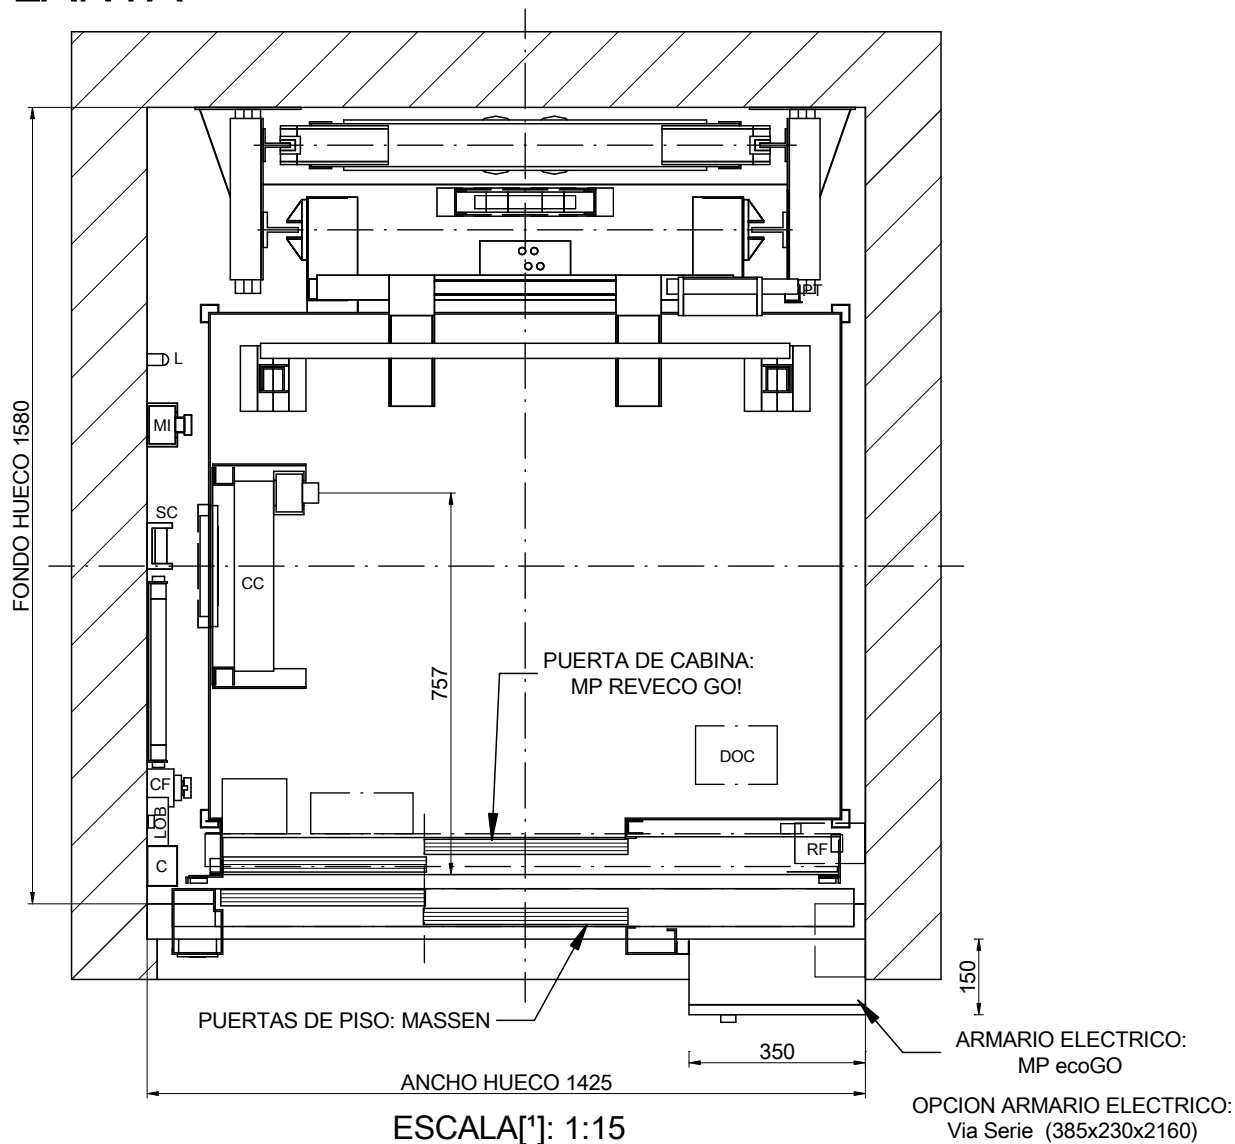 PT
L
MI
FONDO HUECO 1580
SC
CC
757
PUERTA DE CABINA:
MP REVECO GO!
DOC
CF
LOB
C
RF
150
PUERTAS DE PISO: MASSEN
350
ARMARIO ELECTRICO:
MP ecoGO
ANCHO HUECO 1425
OPCION ARMARIO ELECTRICO:
Via Serie (385x230x2160)
ESCALA[¹]: 1:15